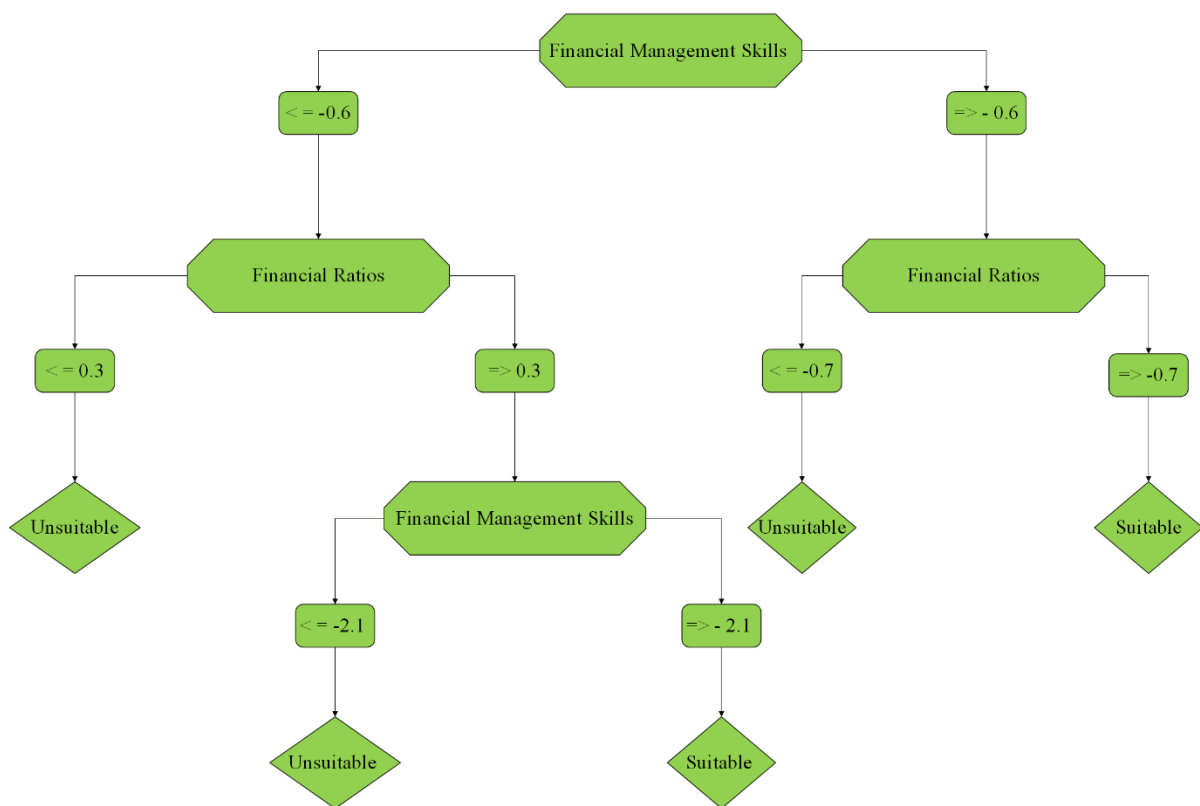 Financial Management Skills
< = -0.6
=> - 0.6
Financial Ratios
Financial Ratios
< = 0.3
=> 0.3
< = -0.7
=> -0.7
Unsuitable
Financial Management Skills
Unsuitable
Suitable
< = -2.1
=> - 2.1
Unsuitable
Suitable